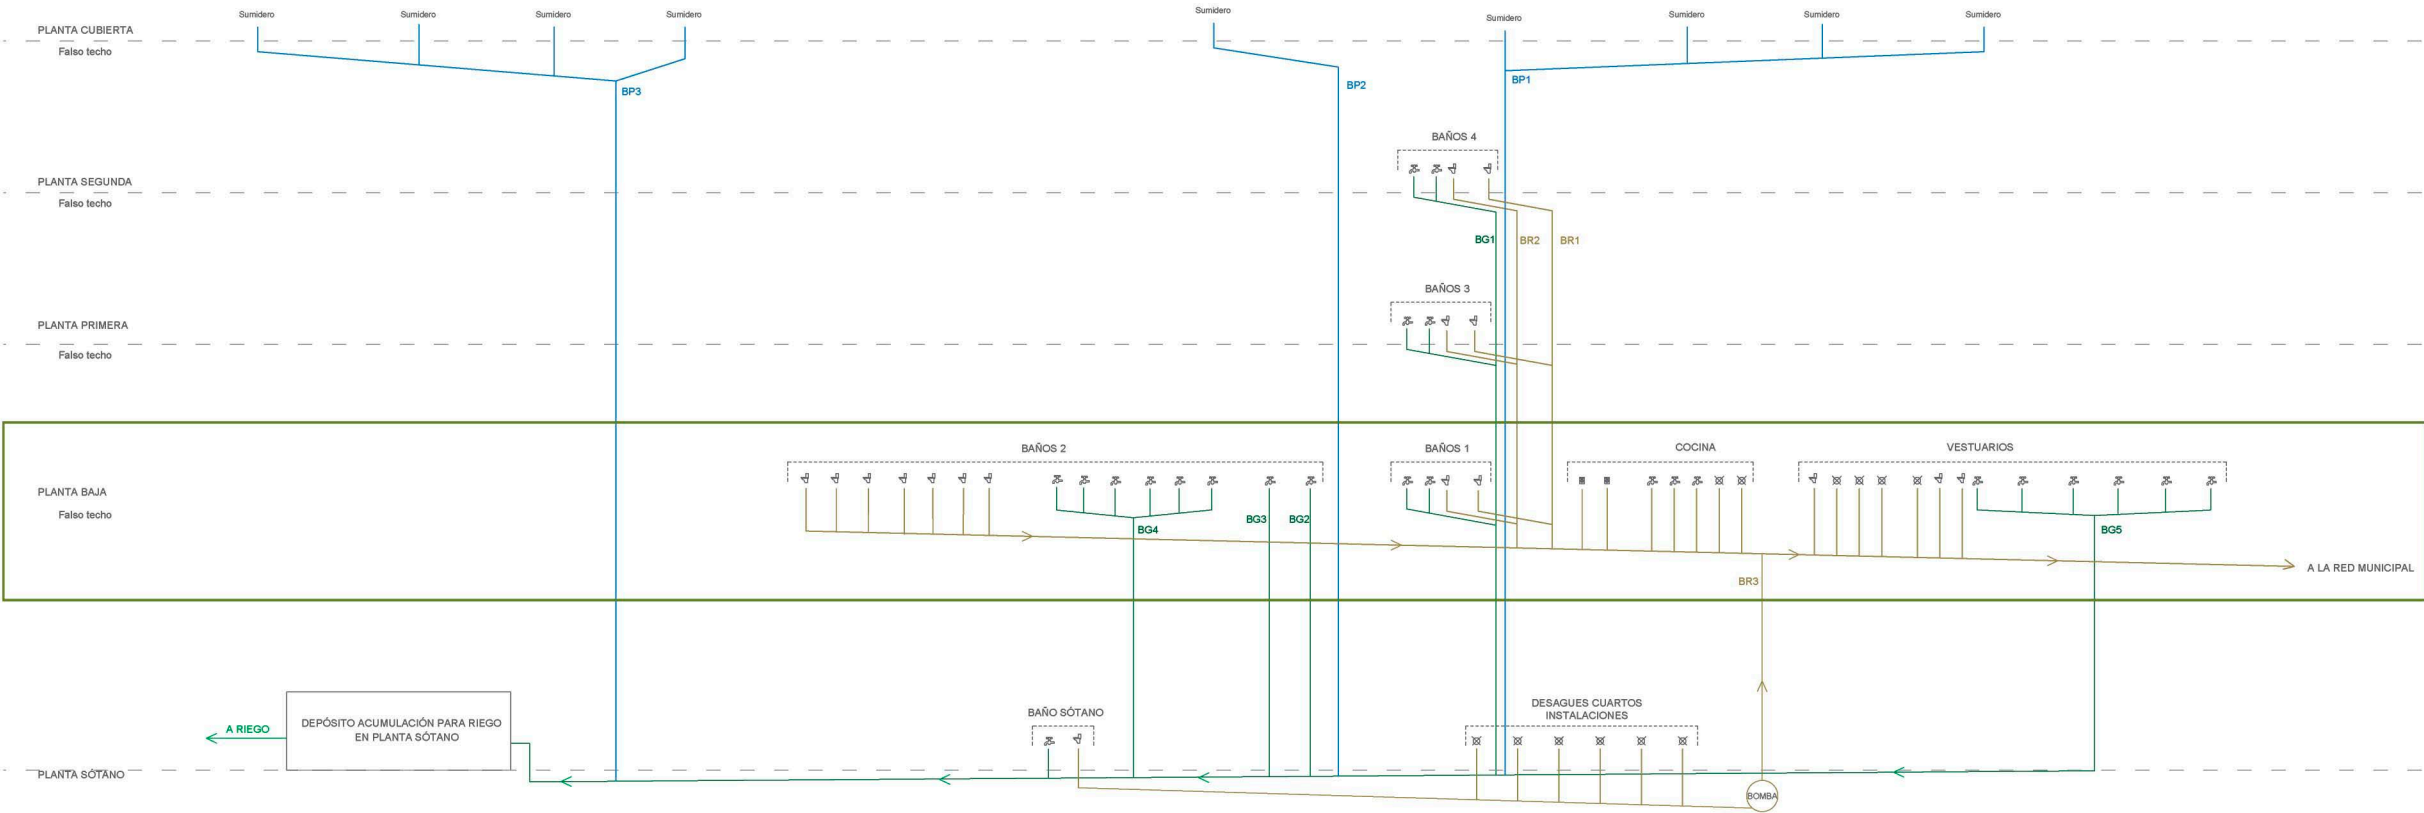 Sumidero
Sumidero
Sumidero
Sumidero
Sumidero
Sumidero
Sumidero
Sumidero
Sumidero
PLANTA CUBIERTA
Falso techo
BP3
BP2
BP1
BAÑOS 4
PLANTA SEGUNDA
Falso techo
BG1
BR2
BR1
BAÑOS 3
PLANTA PRIMERA
Falso techo
BAÑOS 2
BAÑOS 1
COCINA
VESTUARIOS
PLANTA BAJA
Falso techo
BG4
BG3
BG2
BG5
A LA RED MUNICIPAL
BR3
BAÑO SÓTANO
DESAGUES CUARTOS
INSTALACIONES
A RIEGO
DEPÓSITO ACUMULACIÓN PARA RIEGO
EN PLANTA SÓTANO
PLANTA SÓTANO
BOMBA